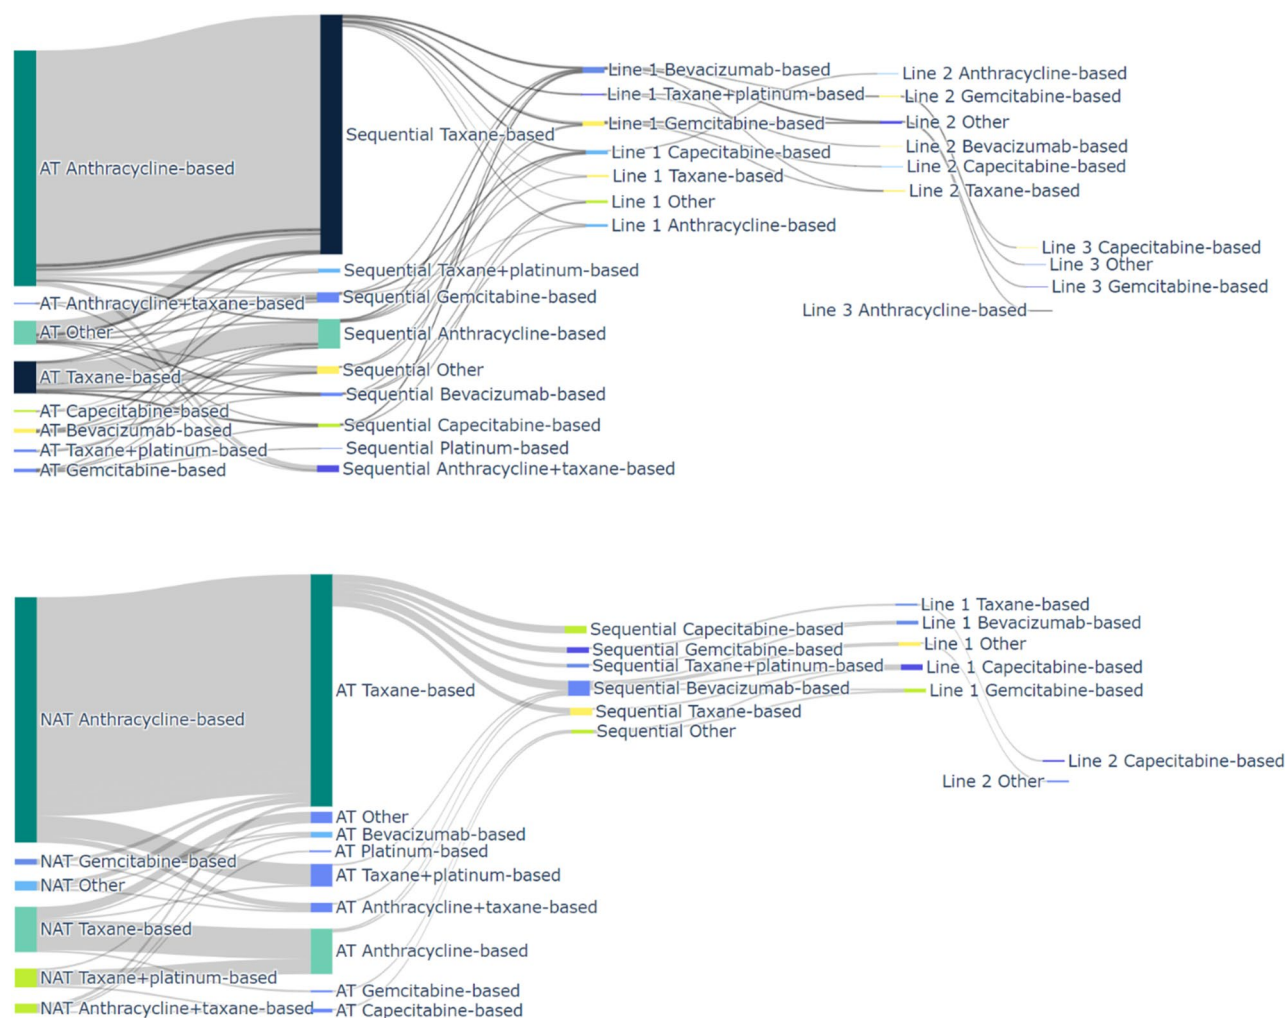 AT Anthracycline-based
AT Anthracycline+taxane-based
AT Other
AT Taxane-based
AT Capecitabine-based
AT Bevacizumab-based
AT Taxane+platinum-based
AT Gemcitabine-based
Sequential Taxane-based
Sequential Taxane+platinum-based
Sequential Gemcitabine-based
Sequential Anthracycline-based
Sequential Other
Sequential Bevacizumab-based
Sequential Capecitabine-based
Sequential Platinum-based
Sequential Anthracycline+taxane-based
Line 1 Bevacizumab-based
Line 1 Taxane+platinum-based
Line 1 Gemcitabine-based
Line 1 Capecitabine-based
Line 1 Taxane-based
Line 1 Other
Line 1 Anthracycline-based
Line 2 Anthracycline-based
Line 2 Gemcitabine-based
Line 2 Other
Line 2 Bevacizumab-based
Line 2 Capecitabine-based
Line 2 Taxane-based
Line 3 Capecitabine-based
Line 3 Other
Line 3 Gemcitabine-based
Line 3 Anthracycline-based
NAT Anthracycline-based
NAT Gemcitabine-based
NAT Other
NAT Taxane-based
NAT Taxane+platinum-based
NAT Anthracycline+taxane-based
AT Taxane-based
AT Other
AT Bevacizumab-based
AT Platinum-based
AT Taxane+platinum-based
AT Anthracycline+taxane-based
AT Anthracycline-based
AT Gemcitabine-based
AT Capecitabine-based
Sequential Capecitabine-based
Sequential Gemcitabine-based
Sequential Taxane+platinum-based
Sequential Bevacizumab-based
Sequential Taxane-based
Sequential Other
Line 1 Taxane-based
Line 1 Bevacizumab-based
Line 1 Other
Line 1 Capecitabine-based
Line 1 Gemcitabine-based
Line 2 Capecitabine-based
Line 2 Other